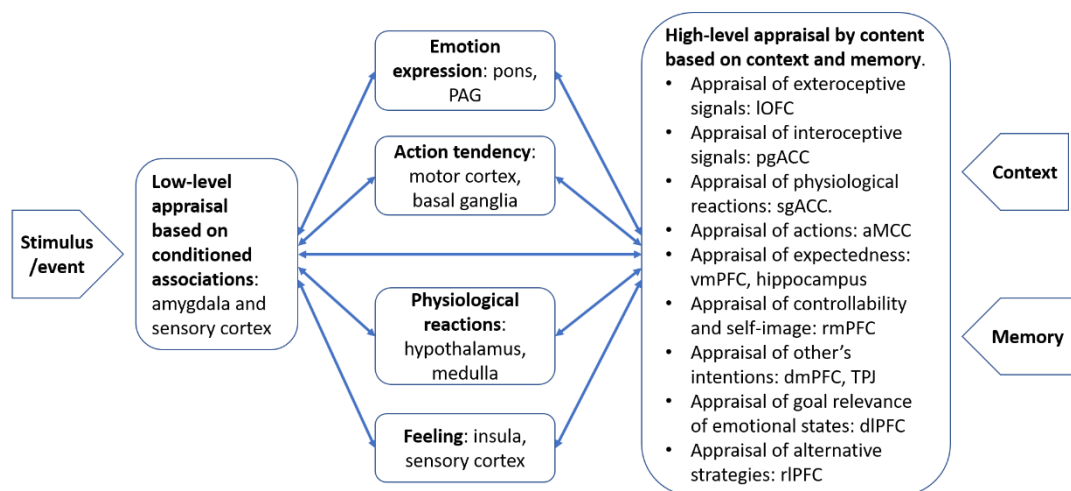 Stimulus
/event
Low-level
appraisal
based on
conditioned
associations:
amygdala and
sensory cortex
Emotion
expression: pons,
PAG
Action tendency:
motor cortex,
basal ganglia
Physiological
reactions:
hypothalamus,
medulla
Feeling: insula,
sensory cortex
High-level appraisal by content
based on context and memory.
• Appraisal of exteroceptive
signals: lOFC
• Appraisal of interoceptive
signals: pgACC
• Appraisal of physiological
reactions: sgACC.
• Appraisal of actions: aMCC
• Appraisal of expectedness:
vmPFC, hippocampus
• Appraisal of controllability
and self-image: rmPFC
• Appraisal of other’s
intentions: dmPFC, TPJ
• Appraisal of goal relevance
of emotional states: dlPFC
• Appraisal of alternative
strategies: rlPFC
Context
Memory